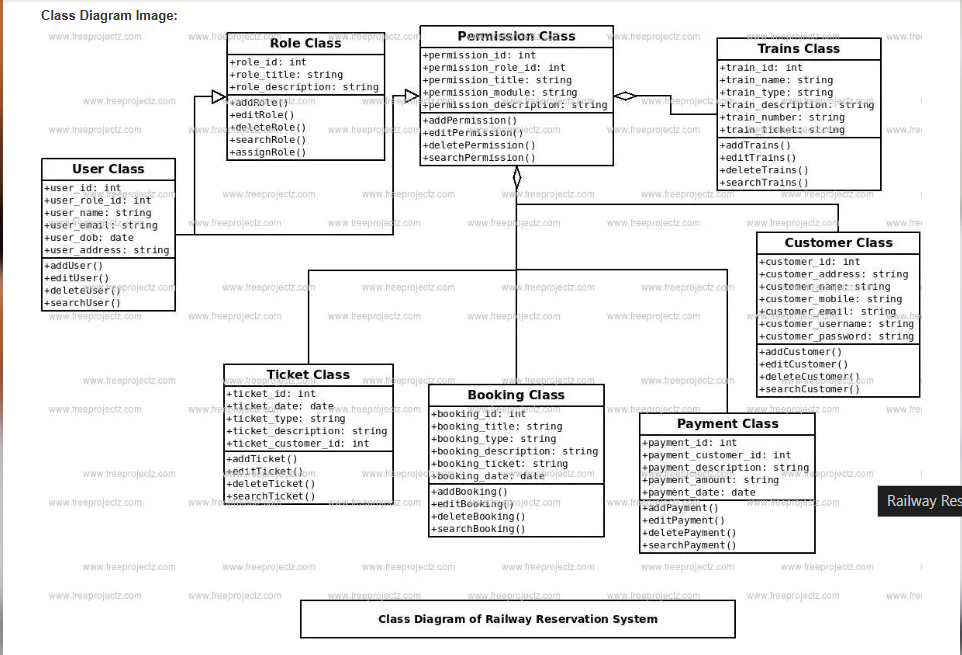 Class Diagram Image:
Role Class
+role_id: int
+role_title: string
+role_description: string
+addRole()
+editRole()
+deleteRole()
+searchRole()
+assignRole()
Permission Class
+permission_id: int
+permission_role_id: int
+permission_title: string
+permission_module: string
+permission_description: string
+addPermission()
+editPermission()
+deletePermission()
+searchPermission()
Trains Class
+train_id: int
+train_name: string
+train_type: string
+train_description: string
+train_number: string
+train_ticket: string
+addTrains()
+editTrains()
+deleteTrains()
+searchTrains()
User Class
+user_id: int
+user_role_id: int
+user_name: string
+user_email: string
+user_dob: date
+user_address: string
+addUser()
+editUser()
+deleteUser()
+searchUser()
Customer Class
+customer_id: int
+customer_address: string
+customer_name: string
+customer_mobile: string
+customer_email: string
+customer_username: string
+customer_password: string
+addCustomer()
+editCustomer()
+deleteCustomer()
+searchCustomer()
Ticket Class
+ticket_id: int
+ticket_date: date
+ticket_type: string
+ticket_description: string
+ticket_customer_id: int
+addTicket()
+editTicket()
+deleteTicket()
+searchTicket()
Booking Class
+booking_id: int
+booking_title: string
+booking_type: string
+booking_description: string
+booking_ticket: string
+booking_date: date
+addBooking()
+editBooking()
+deleteBooking()
+searchBooking()
Payment Class
+payment_id: int
+payment_customer_id: int
+payment_description: string
+payment_amount: string
+payment_date: date
+addPayment()
+editPayment()
+deletePayment()
+searchPayment()
Railway Res
Class Diagram of Railway Reservation System
www.freeprojectz.com